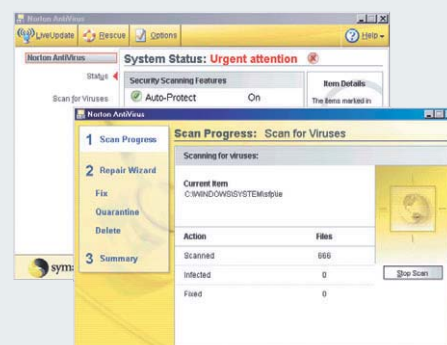 Norton AntiVirus
LiveUpdate Rescue Options Help
Norton AntiVirus
Status
Scan for Viruses
System Status: Urgent attention
Security Scanning Features
Auto-Protect On
Item Details
The items marked in
Norton AntiVirus
1 Scan Progress
2 Repair Wizard
Fix
Quarantine
Delete
3 Summary
Scan Progress: Scan for Viruses
Scanning for viruses:
Current Item
Action Files
Scanned 666
Infected 0
Fixed 0
Stop Scan
syma